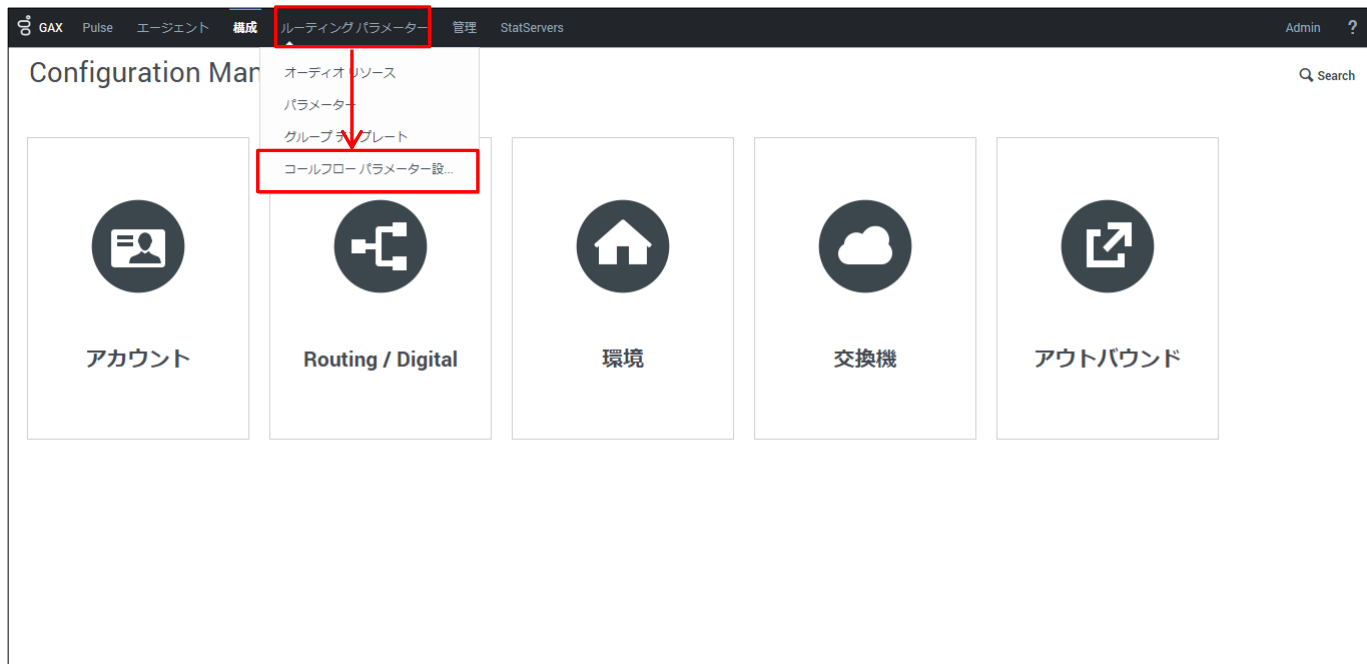 GAX Pulse エージェント 構成 ルーティング パラメーター 管理 StatServers Admin ?
Configuration Man
オーディオ リソース
パラメーター
グループ テンプレート
コールフロー パラメーター設...
Search
アカウント
Routing / Digital
環境
交換機
アウトバウンド